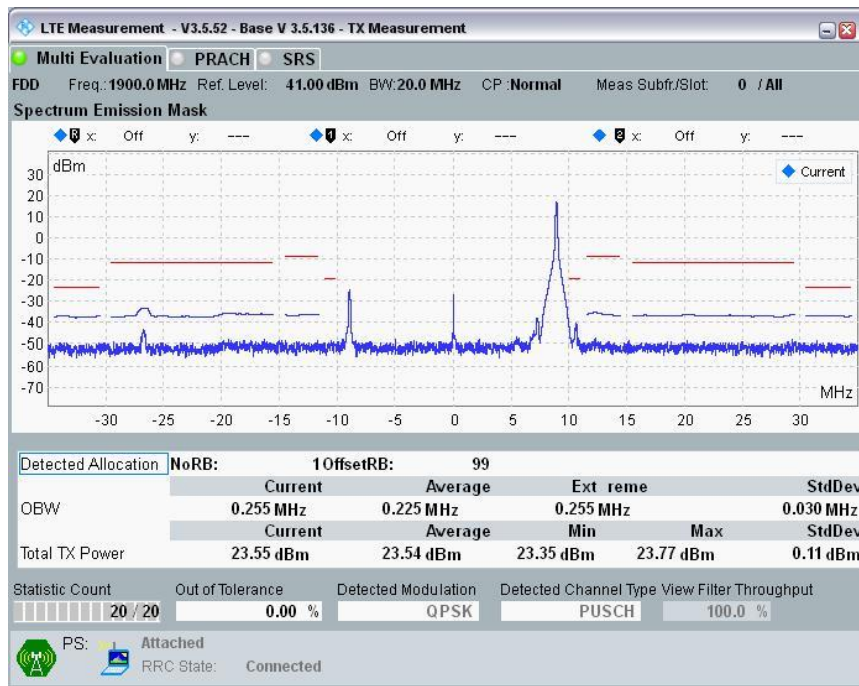 LTE Measurement - V3.5.52 - Base V 3.5.136 - TX Measurement
Multi Evaluation PRACH SRS
FDD Freq.: 1900.0 MHz Ref. Level: 41.00 dBm BW: 20.0 MHz CP : Normal Meas Subfr./Slot: 0 / All
Spectrum Emission Mask
R x: Off y: --- 1 x: Off y: --- 2 x: Off y: ---
dBm
Current
30
20
10
0
-10
-20
-30
-40
-50
-60
-70
MHz
-30 -25 -20 -15 -10 -5 0 5 10 15 20 25 30
Detected Allocation NoRB: 1 OffsetRB: 99
Current Average Ext reme StdDev
OBW 0.255 MHz 0.225 MHz 0.255 MHz 0.030 MHz
Current Average Min Max StdDev
Total TX Power 23.55 dBm 23.54 dBm 23.35 dBm 23.77 dBm 0.11 dBm
Statistic Count Out of Tolerance Detected Modulation Detected Channel Type View Filter Throughput
20 / 20 0.00 % QPSK PUSCH 100.0 %
PS: Attached
RRC State: Connected